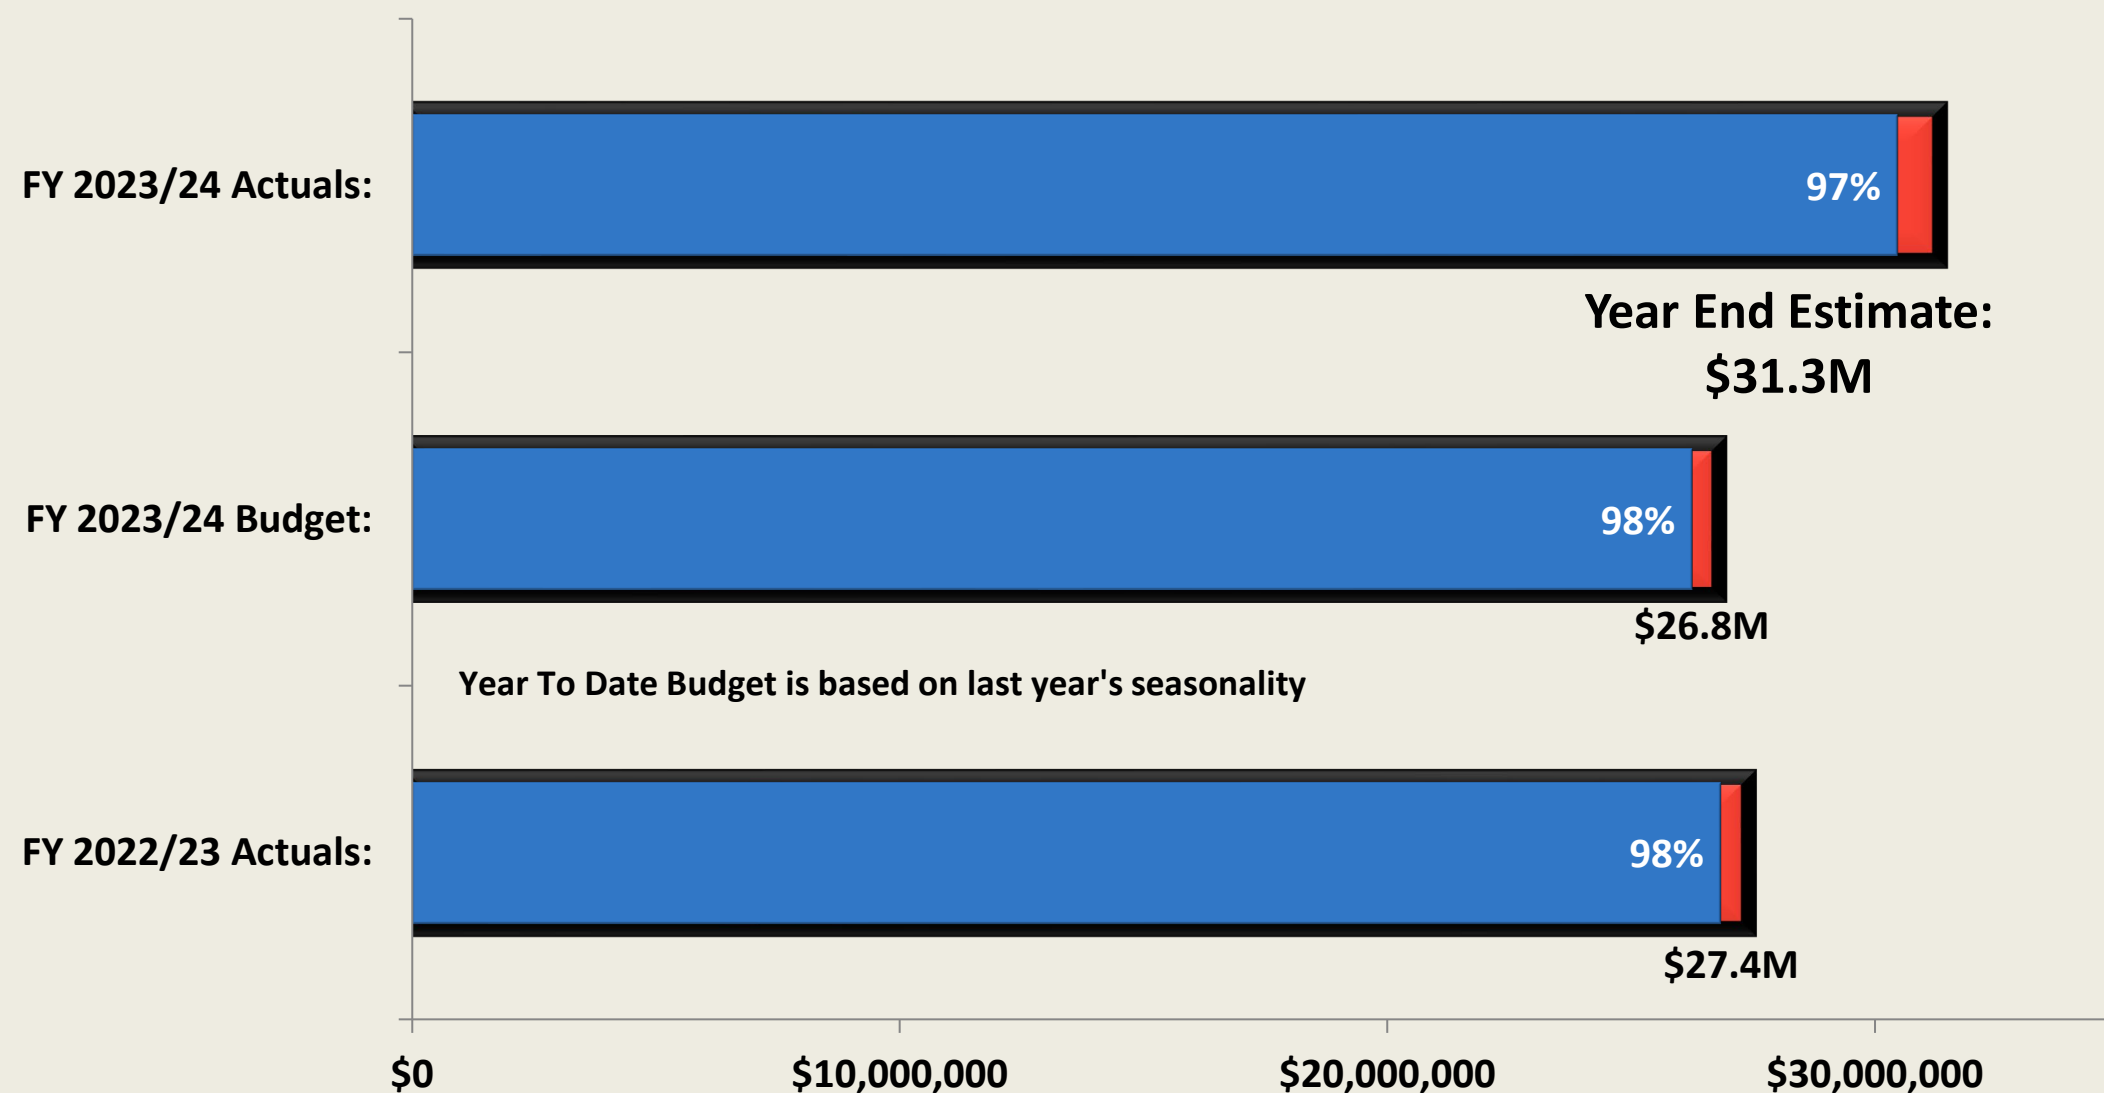 FY 2023/24 Actuals:
97%
Year End Estimate:
$31.3M
FY 2023/24 Budget:
98%
$26.8M
Year To Date Budget is based on last year's seasonality
FY 2022/23 Actuals:
98%
$27.4M
$0
$10,000,000
$20,000,000
$30,000,000